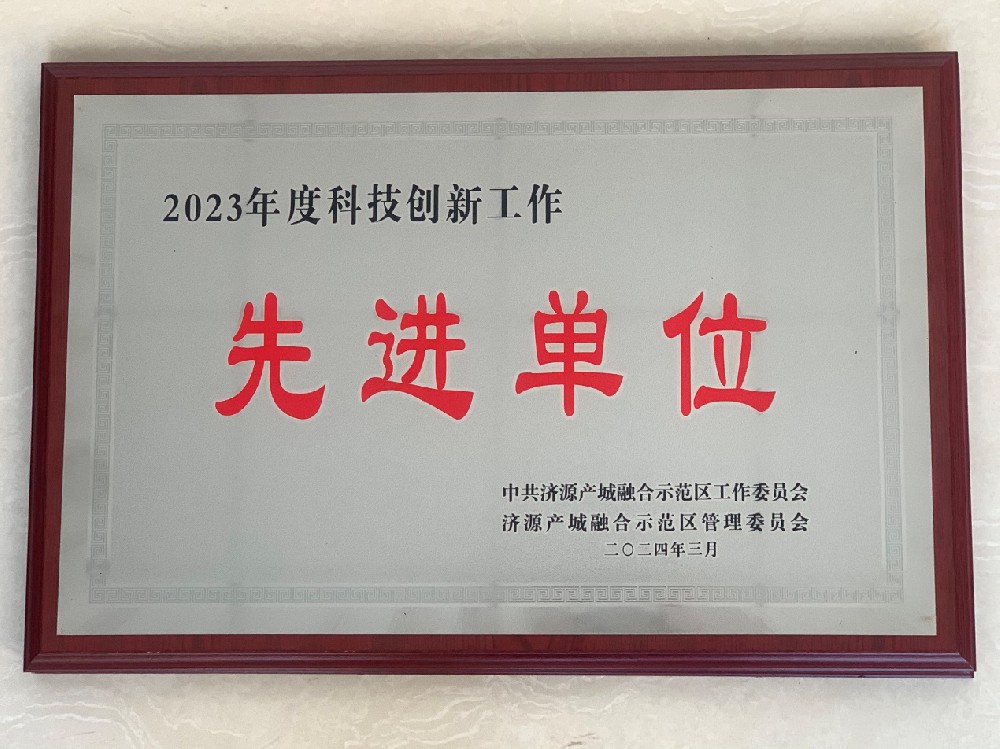 2023年度科技创新工作
先进单位
中共济源产城融合示范区工作委员会
济源产城融合示范区管理委员会
二〇二四年三月